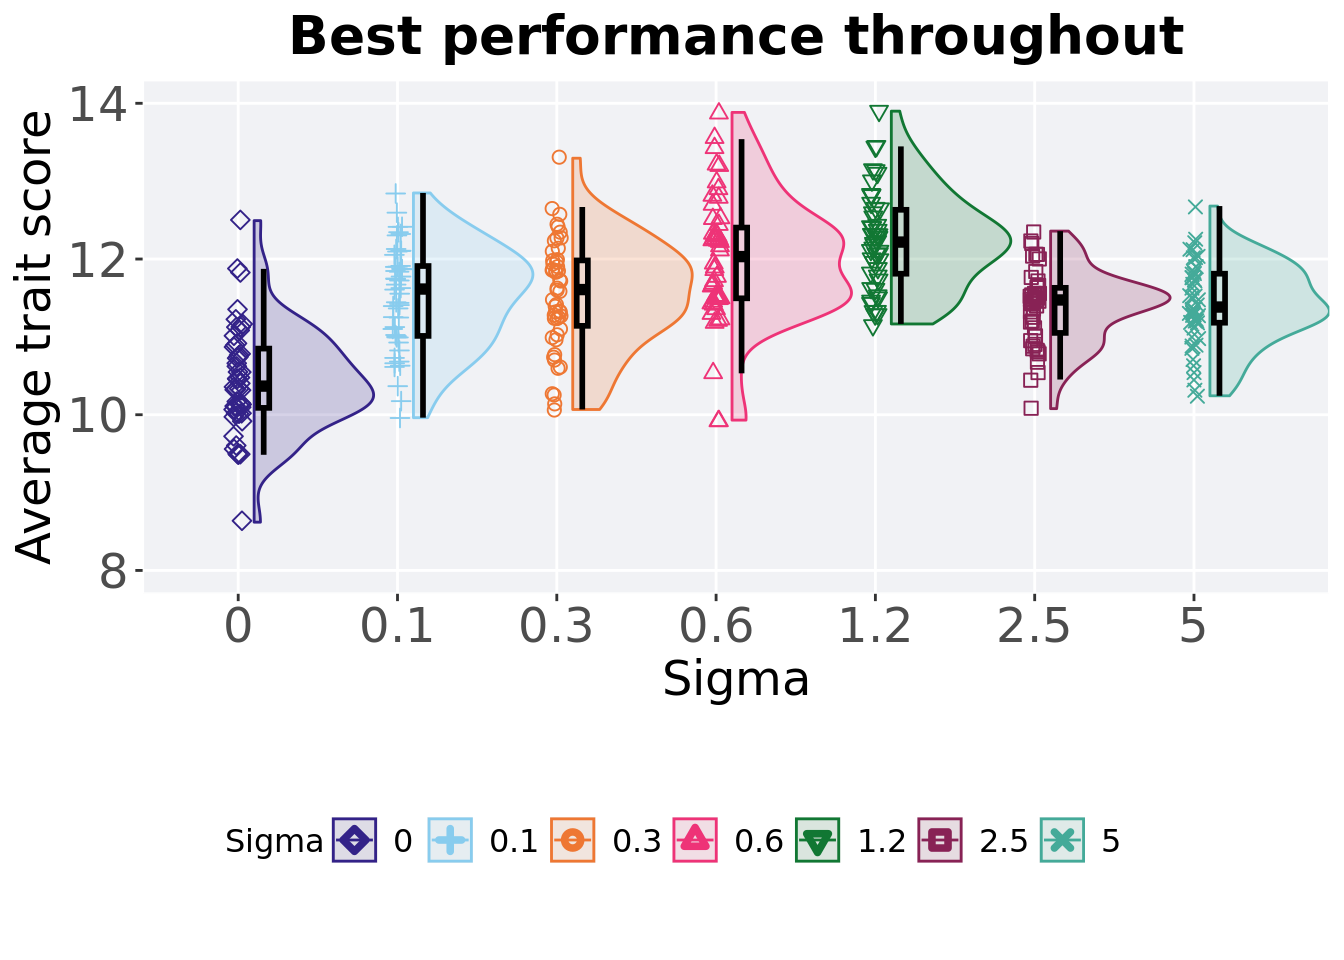 Best performance throughout
Average trait score
14
12
10
8
0 0.1 0.3 0.6 1.2 2.5 5
Sigma
Sigma 0 0.1 0.3 0.6 1.2 2.5 5